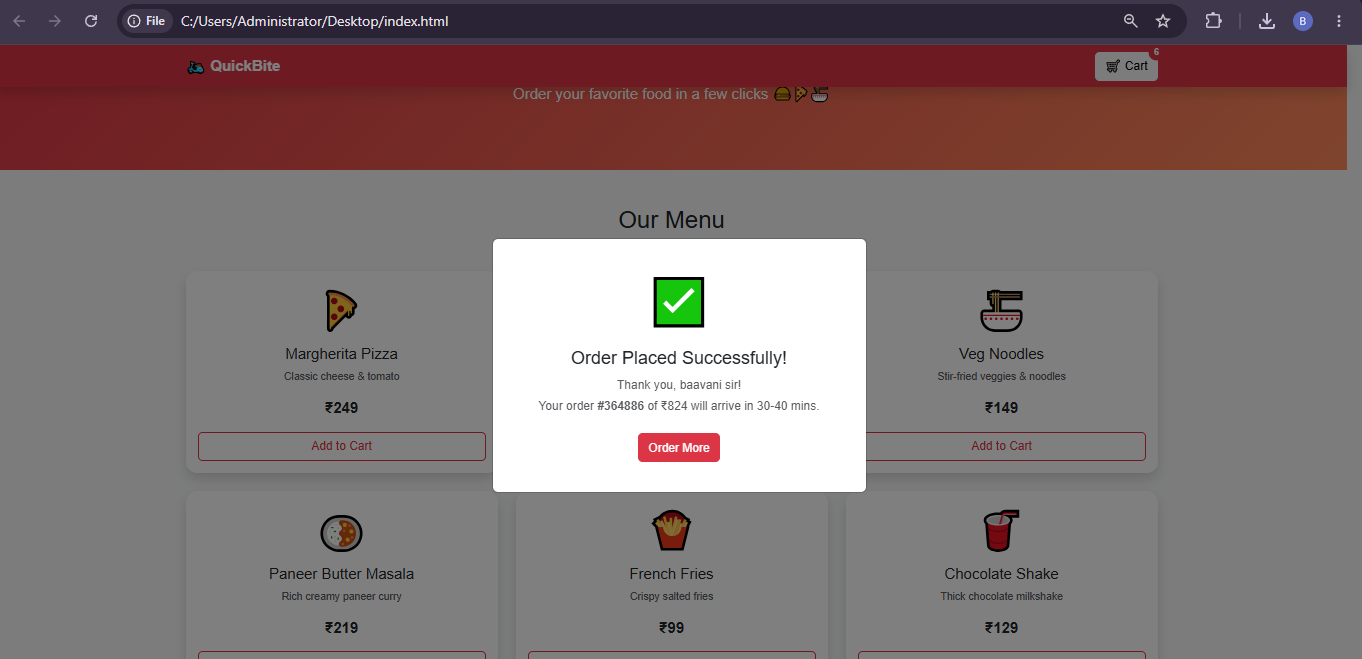 File C:/Users/Administrator/Desktop/index.html B
QuickBite
Cart 6
Order your favorite food in a few clicks
Our Menu
Order Placed Successfully!
Thank you, baavani sir!
Your order #364886 of ₹824 will arrive in 30-40 mins.
Order More
Margherita Pizza
Classic cheese & tomato
₹249
Add to Cart
Veg Noodles
Stir-fried veggies & noodles
₹149
Add to Cart
Paneer Butter Masala
Rich creamy paneer curry
₹219
French Fries
Crispy salted fries
₹99
Chocolate Shake
Thick chocolate milkshake
₹129